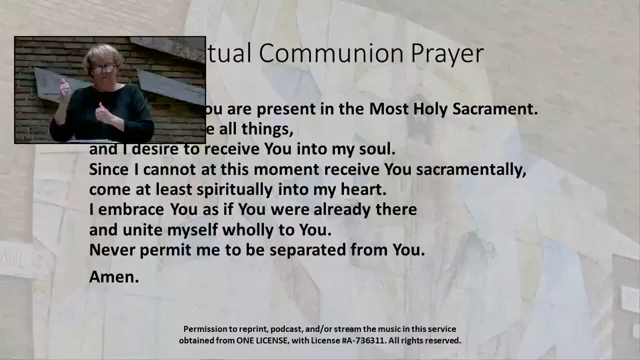 tual Communion Prayer
ou are present in the Most Holy Sacrament.
e all things,
and I desire to receive You into my soul.
Since I cannot at this moment receive You sacramentally,
come at least spiritually into my heart.
I embrace You as if You were already there
and unite myself wholly to You.
Never permit me to be separated from You.
Amen.
Permission to reprint, podcast, and/or stream the music in this service
obtained from ONE LICENSE, with License #A-736311. All rights reserved.